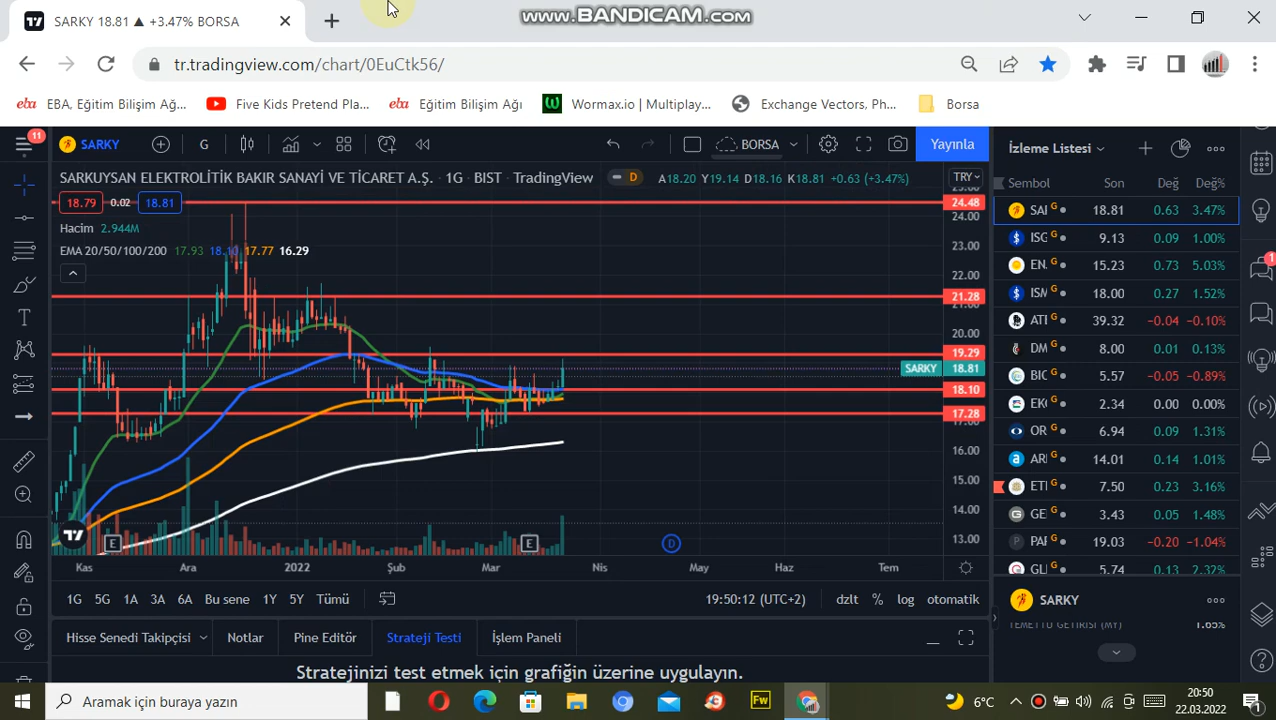 SARKY 18.81 ▲ +3.47% BORSA
www.BANDICAM.com
tr.tradingview.com/chart/0EuCtk56/
eba EBA, Eğitim Bilişim Ağ... Five Kids Pretend Pla... eba Eğitim Bilişim Ağı Wormax.io | Multiplay... Exchange Vectors, Ph... Borsa
11 SARKY G BORSA Yayınla İzleme Listesi
SARKUYSAN ELEKTROLİTİK BAKIR SANAYİ VE TİCARET A.Ş. · 1G · BIST · TradingView D A18.20 Y19.14 D18.16 K18.81 +0.63 (+3.47%) TRY
Sembol Son Değ Değ%
18.79 0.02 18.81
Hacim 2.944M
EMA 20/50/100/200 17.93 17.77 16.29
24.48
24.00
23.00
22.00
21.28
20.00
19.29
SARKY 18.81
18.10
17.28
16.00
15.00
14.00
13.00
E E D
Kas Ara 2022 Şub Mar Nis May Haz Tem
SAI G 18.81 0.63 3.47%
ISC G 9.13 0.09 1.00%
EN. G 15.23 0.73 5.03%
ISM G 18.00 0.27 1.52%
ATI G 39.32 −0.04 −0.10%
DM G 8.00 0.01 0.13%
BIC G −0.05 −0.89%
EK G 2.34 0.00 0.00%
OR G 6.94 0.09 1.31%
ARI G 14.01 0.14 1.01%
ETI G 7.50 0.23 3.16%
GE G 3.43 0.05 1.48%
PAI G 19.03 −0.20 −1.04%
GLI G 5.74 0.13 2.32%
1G 5G 1A 3A 6A Bu sene 1Y 5Y Tümü 19:50:12 (UTC+2) dzlt % log otomatik
SARKY
TEMETTÜ GETİRİSİ (MY) 1.65%
Hisse Senedi Takipçisi Notlar Pine Editör Strateji Testi İşlem Paneli
Stratejinizi test etmek için grafiğin üzerine uygulayın.
Aramak için buraya yazın
6°C
20:50
22.03.2022